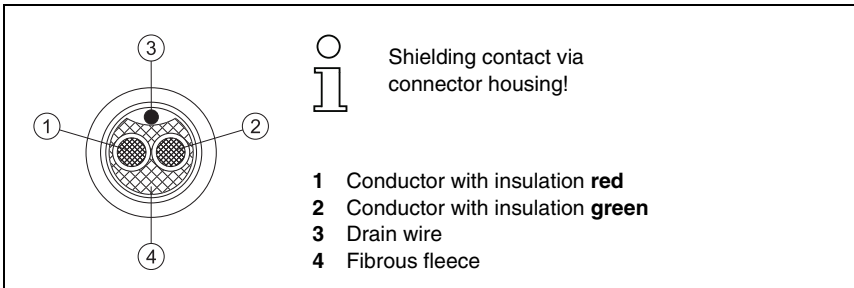 3
1
2
4
Shielding contact via
connector housing!
1 Conductor with insulation red
2 Conductor with insulation green
3 Drain wire
4 Fibrous fleece